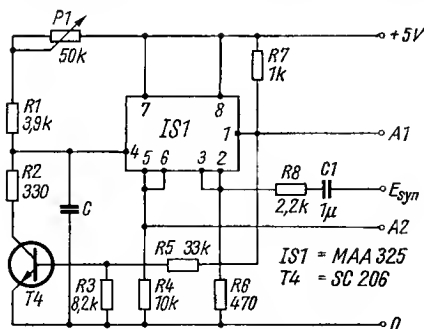 P1
50k
+5V
R7
1k
R1
3,9k
7
8
IS1
1
A1
4
5
6
3
2
R2
330
C
R8
2,2k
C1
1μ
Esyn
A2
R5 33k
IS1 = MAA 325
T4 = SC 206
T4
R3
8,2k
R4
10k
R6
470
0